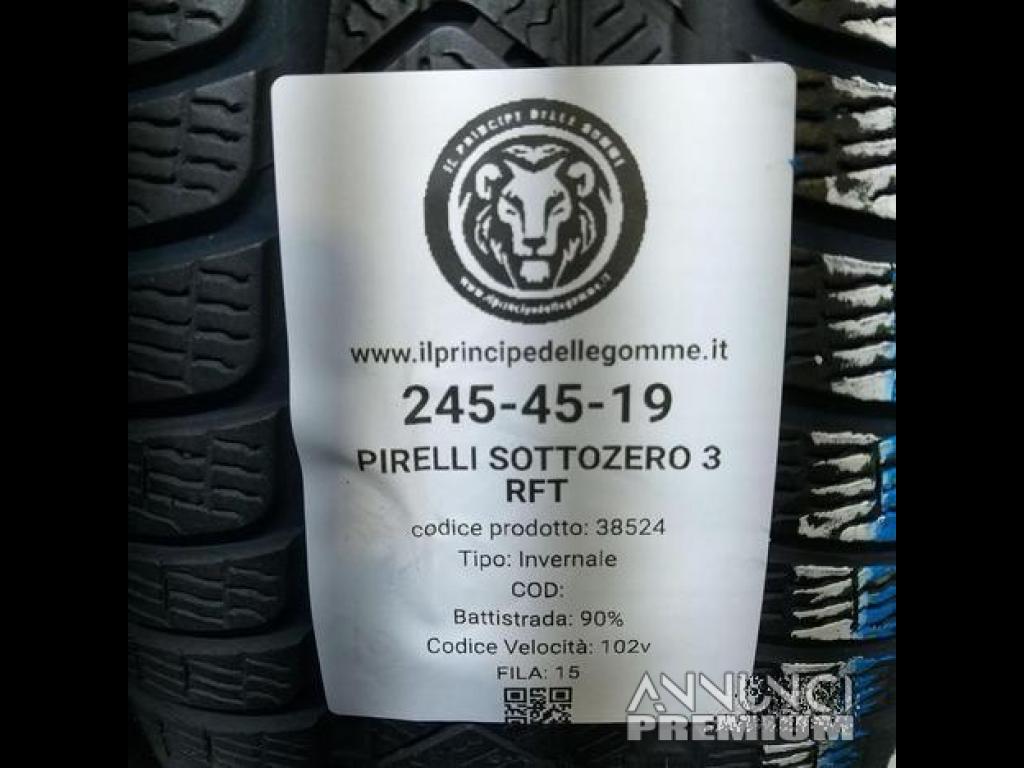 IL PRINCIPE DELLE GOMME
www.ilprincipedellegomme.it
www.ilprincipedellegomme.it
245-45-19
PIRELLI SOTTOZERO 3
RFT
codice prodotto: 38524
Tipo: Invernale
COD:
Battistrada: 90%
Codice Velocità: 102v
FILA: 15
ANNUNCI
PREMIUM